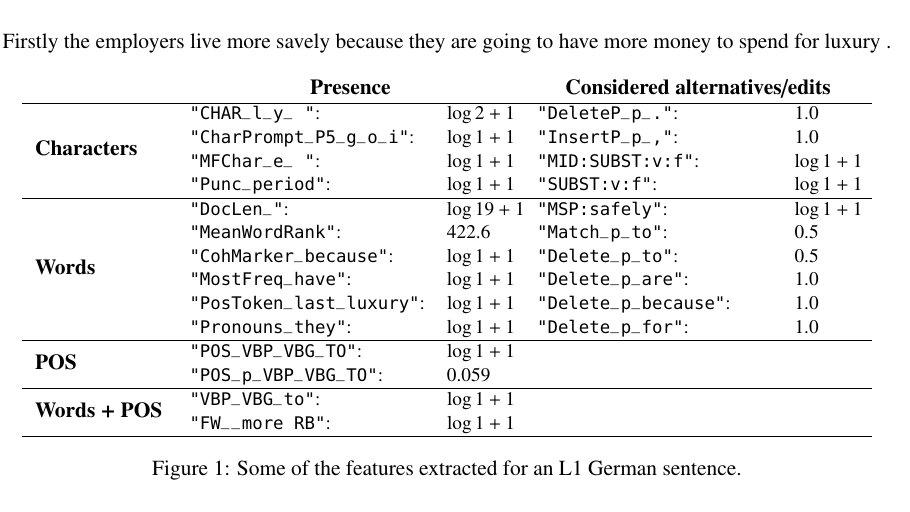 Firstly the employers live more savely because they are going to have more money to spend for luxury .
Presence Considered alternatives/edits
Characters
"CHAR_l_y_ ": log 2 + 1 "DeleteP_p_.": 1.0
"CharPrompt_P5_g_o_i": log 1 + 1 "InsertP_p_,": 1.0
"MFChar_e_ ": log 1 + 1 "MID:SUBST:v:f": log 1 + 1
"Punc_period": log 1 + 1 "SUBST:v:f": log 1 + 1
Words
"DocLen_": log 19 + 1 "MSP:safely": log 1 + 1
"MeanWordRank": 422.6 "Match_p_to": 0.5
"CohMarker_because": log 1 + 1 "Delete_p_to": 0.5
"MostFreq_have": log 1 + 1 "Delete_p_are": 1.0
"PosToken_last_luxury": log 1 + 1 "Delete_p_because": 1.0
"Pronouns_they": log 1 + 1 "Delete_p_for": 1.0
POS
"POS_VBP_VBG_TO": log 1 + 1
"POS_p_VBP_VBG_TO": 0.059
Words + POS
"VBP_VBG_to": log 1 + 1
"FW__more RB": log 1 + 1
Figure 1: Some of the features extracted for an L1 German sentence.